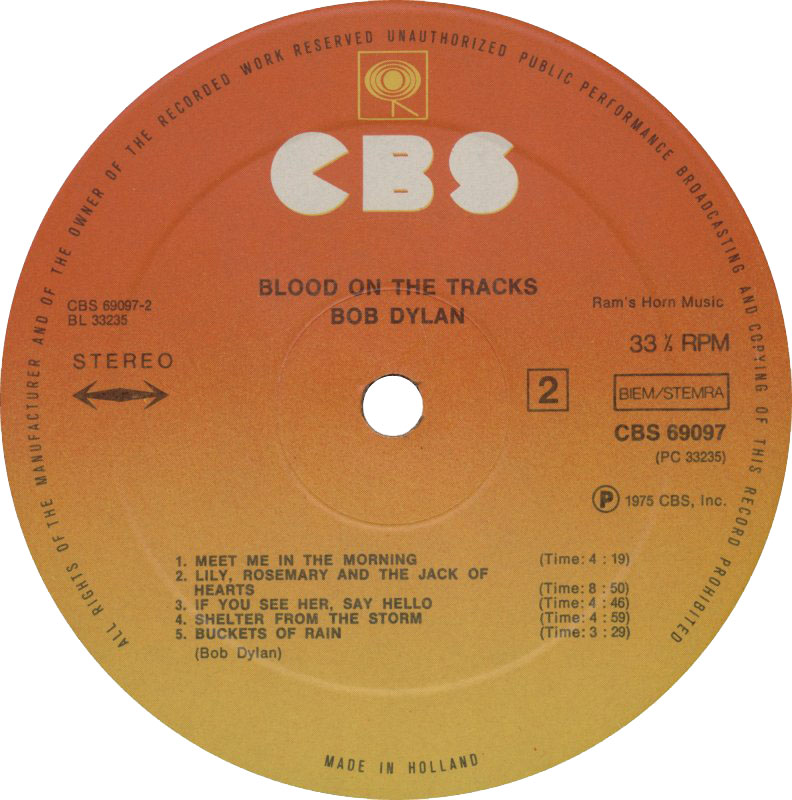 ALL RIGHTS OF THE MANUFACTURER AND OF THE OWNER OF THE RECORDED WORK RESERVED UNAUTHORIZED PUBLIC PERFORMANCE BROADCASTING AND COPYING OF THIS RECORD PROHIBITED
CBS
BLOOD ON THE TRACKS
BOB DYLAN
CBS 69097-2
BL 33235
STEREO
Ram's Horn Music
33 ⅓ RPM
2
BIEM/STEMRA
CBS 69097
(PC 33235)
Ⓟ 1975 CBS, Inc.
1. MEET ME IN THE MORNING (Time: 4 : 19)
2. LILY, ROSEMARY AND THE JACK OF
HEARTS (Time: 8 : 50)
3. IF YOU SEE HER, SAY HELLO (Time: 4 : 46)
4. SHELTER FROM THE STORM (Time: 4 : 59)
5. BUCKETS OF RAIN (Time: 3 : 29)
(Bob Dylan)
MADE IN HOLLAND